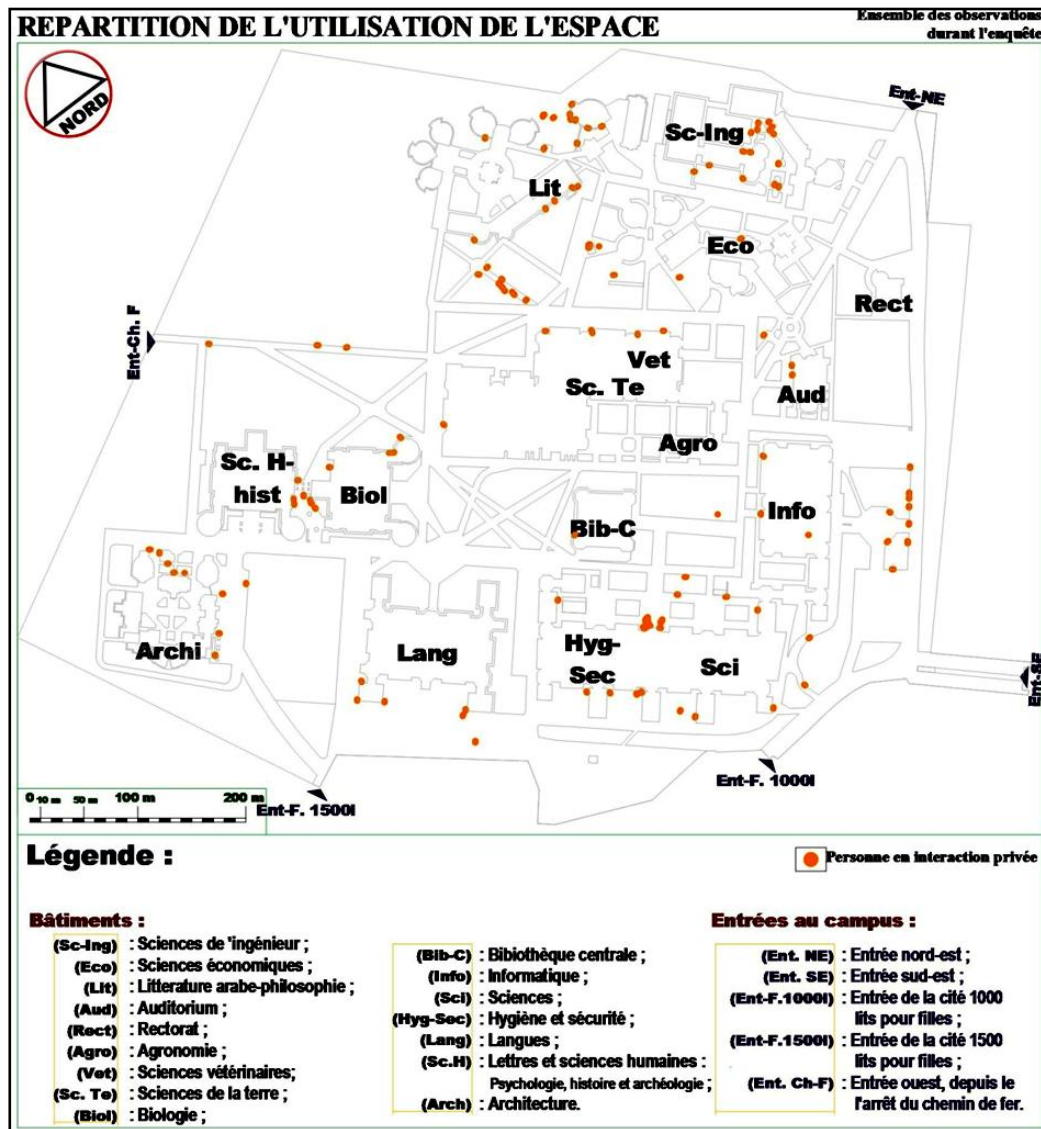 REPARTITION DE L'UTILISATION DE L'ESPACE
Ensemble des observations
durant l'enquête
NORD
Ent-NE
Sc-Ing
Lit
Eco
Rect
Ent-Ch. F
Vet
Sc. Te
Aud
Agro
Sc. H-
hist
Biol
Info
Bib-C
Archi
Lang
Hyg-
Sec
Sci
Ent-SE
Ent-F. 1000l
Ent-F. 1500l
0 10 m 50 m 100 m 200 m
Légende :
Personne en interaction privée
Bâtiments :
(Sc-Ing) : Sciences de 'ingénieur ;
(Eco) : Sciences économiques ;
(Lit) : Litterature arabe-philosophie ;
(Aud) : Auditorium ;
(Rect) : Rectorat ;
(Agro) : Agronomie ;
(Vet) : Sciences vétérinaires;
(Sc. Te) : Sciences de la terre ;
(Biol) : Biologie ;
(Bib-C) : Bibiothèque centrale ;
(Info) : Informatique ;
(Sci) : Sciences ;
(Hyg-Sec) : Hygiène et sécurité ;
(Lang) : Langues ;
(Sc.H) : Lettres et sciences humaines :
Psychologie, histoire et archéologie ;
(Arch) : Architecture.
Entrées au campus :
(Ent. NE) : Entrée nord-est ;
(Ent. SE) : Entrée sud-est ;
(Ent-F.1000l) : Entrée de la cité 1000
lits pour filles ;
(Ent-F.1500l) : Entrée de la cité 1500
lits pour filles ;
(Ent. Ch-F) : Entrée ouest, depuis le
l'arrêt du chemin de fer.